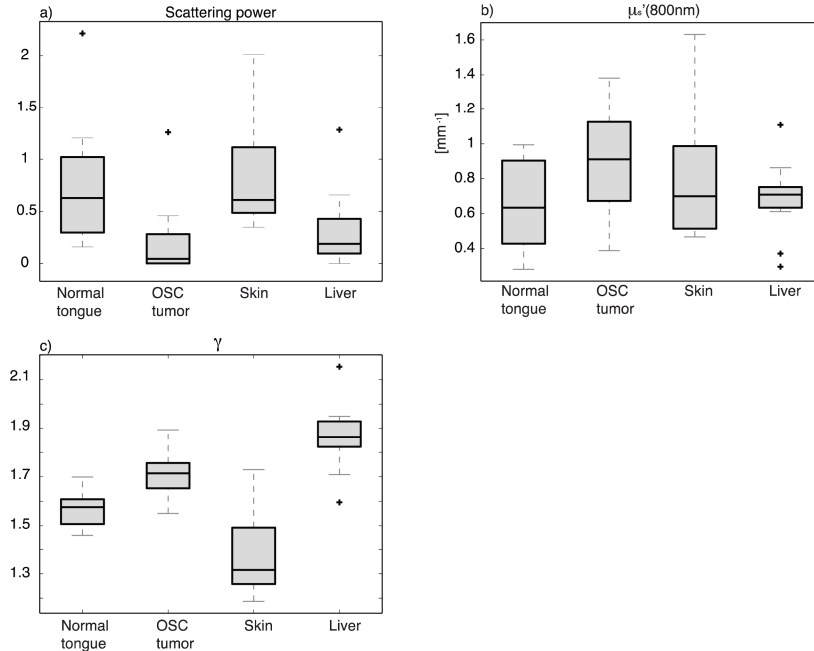 a)
Scattering power
2
1.5
1
0.5
0
Normal tongue
OSC tumor
Skin
Liver
b)
μs'(800nm)
[mm⁻¹]
1.6
1.4
1.2
1
0.8
0.6
0.4
Normal tongue
OSC tumor
Skin
Liver
c)
γ
2.1
1.9
1.7
1.5
1.3
Normal tongue
OSC tumor
Skin
Liver